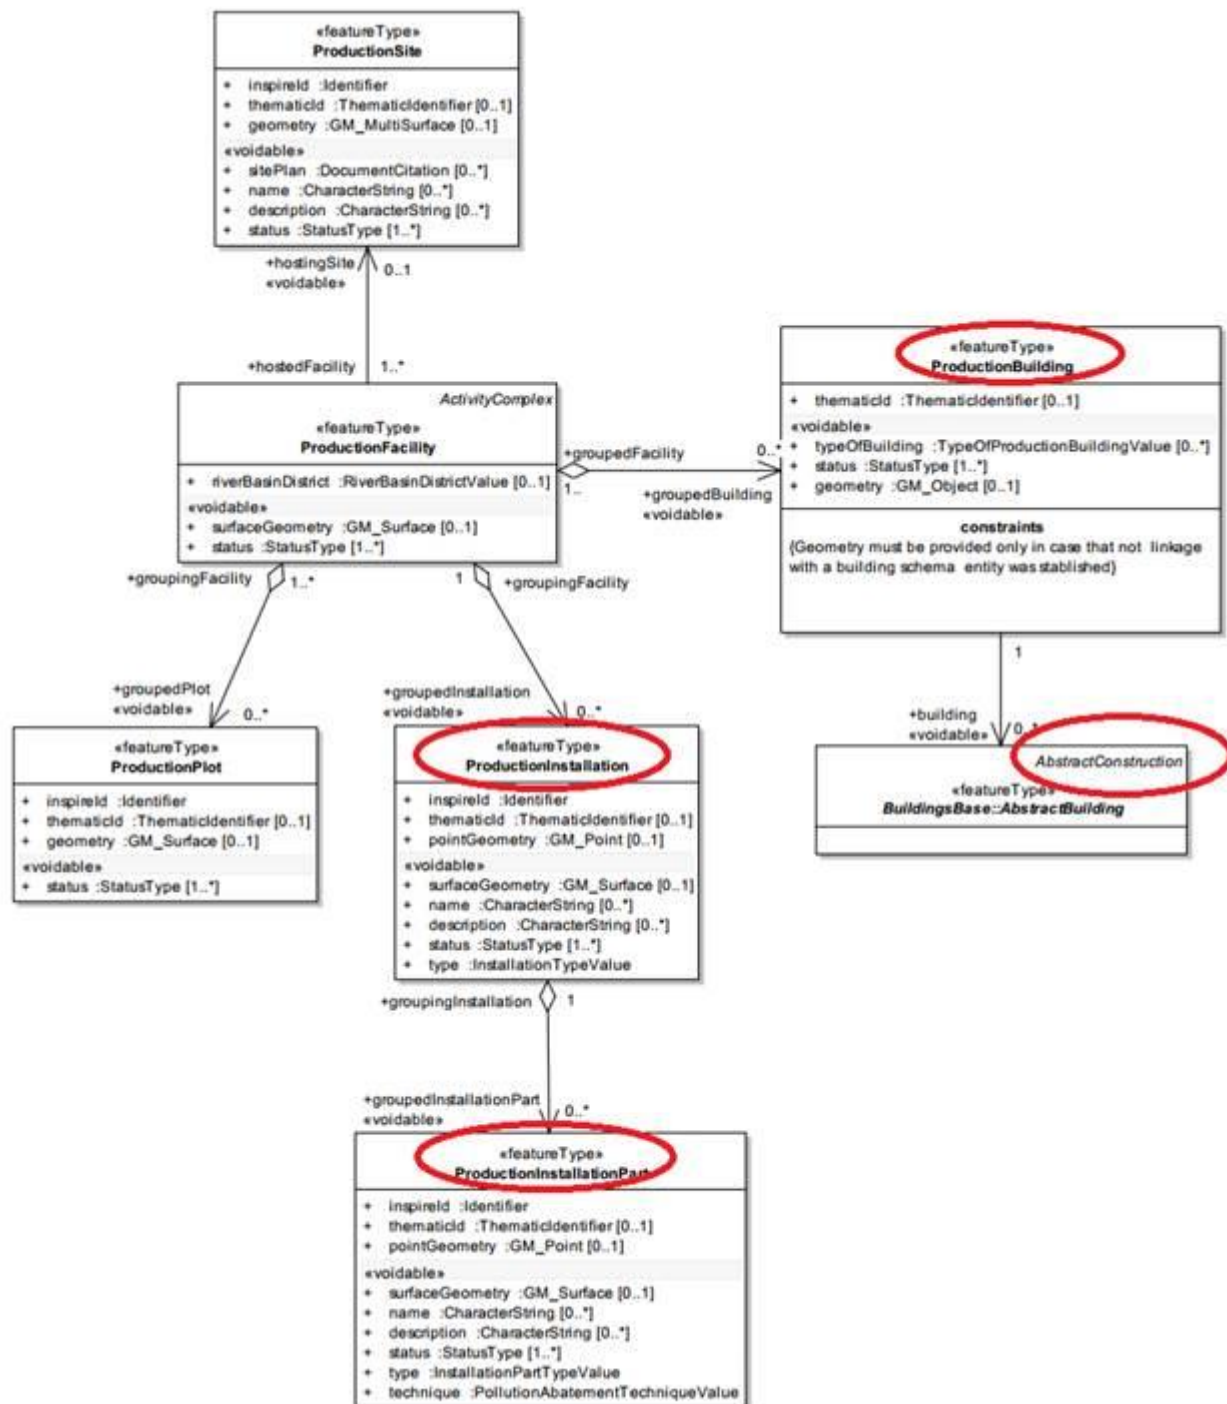 «featureType»
ProductionSite
+ inspireId :Identifier
+ thematicId :ThematicIdentifier [0..1]
+ geometry :GM_MultiSurface [0..1]
«voidable»
+ sitePlan :DocumentCitation [0..*]
+ name :CharacterString [0..*]
+ description :CharacterString [0..*]
+ status :StatusType [1..*]
+hostingSite
0..1
«voidable»
+hostedFacility
1..*
ActivityComplex
«featureType»
ProductionFacility
+ riverBasinDistrict :RiverBasinDistrictValue [0..1]
«voidable»
+ surfaceGeometry :GM_Surface [0..1]
+ status :StatusType [1..*]
+groupedFacility
1..
0..*
+groupedBuilding
«voidable»
«featureType»
ProductionBuilding
+ thematicId :ThematicIdentifier [0..1]
«voidable»
+ typeOfBuilding :TypeOfProductionBuildingValue [0..*]
+ status :StatusType [1..*]
+ geometry :GM_Object [0..1]
constraints
{Geometry must be provided only in case that not linkage
with a building schema entity was stablished}
1
+building
«voidable»
0..*
AbstractConstruction
«featureType»
BuildingsBase::AbstractBuilding
+groupingFacility
1..*
1
+groupingFacility
+groupedPlot
«voidable»
0..*
«featureType»
ProductionPlot
+ inspireId :Identifier
+ thematicId :ThematicIdentifier [0..1]
+ geometry :GM_Surface [0..1]
«voidable»
+ status :StatusType [1..*]
+groupedInstallation
«voidable»
0..*
«featureType»
ProductionInstallation
+ inspireId :Identifier
+ thematicId :ThematicIdentifier [0..1]
+ pointGeometry :GM_Point [0..1]
«voidable»
+ surfaceGeometry :GM_Surface [0..1]
+ name :CharacterString [0..*]
+ description :CharacterString [0..*]
+ status :StatusType [1..*]
+ type :InstallationTypeValue
+groupingInstallation
1
+groupedInstallationPart
«voidable»
0..*
«featureType»
ProductionInstallationPart
+ inspireId :Identifier
+ thematicId :ThematicIdentifier [0..1]
+ pointGeometry :GM_Point [0..1]
«voidable»
+ surfaceGeometry :GM_Surface [0..1]
+ name :CharacterString [0..*]
+ description :CharacterString [0..*]
+ status :StatusType [1..*]
+ type :InstallationPartTypeValue
+ technique :PollutionAbatementTechniqueValue